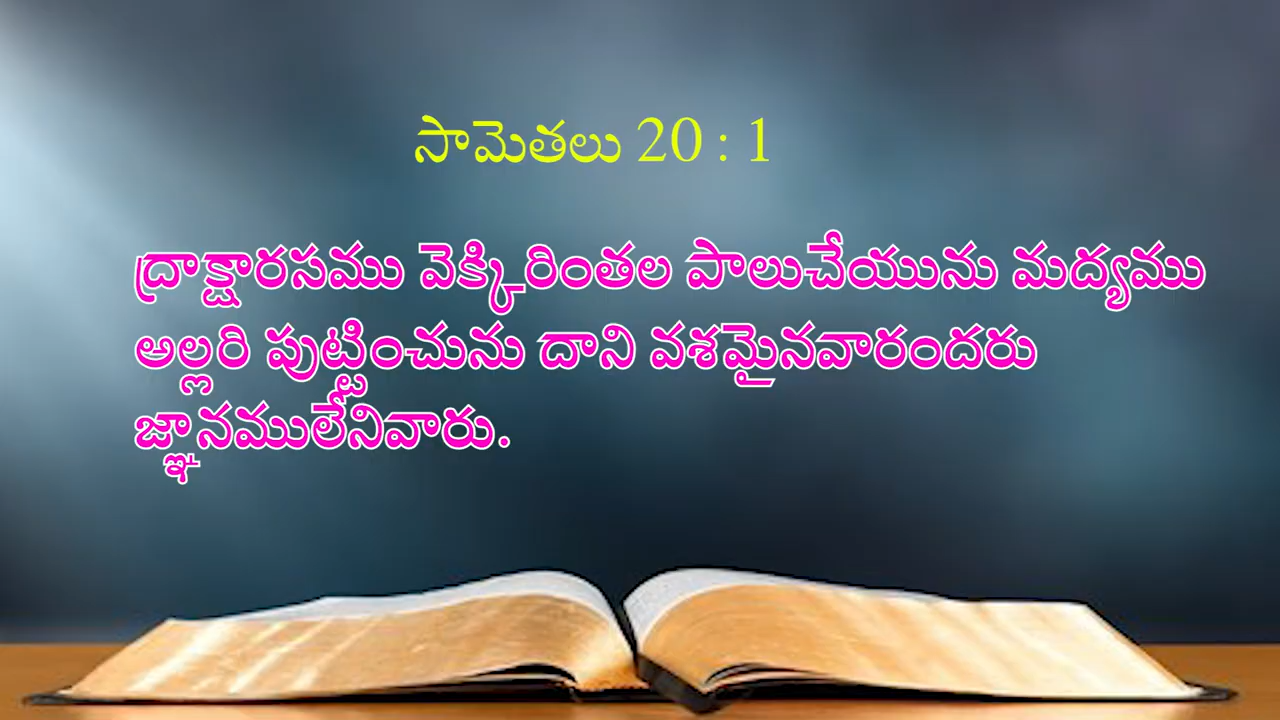 సామెతలు 20 : 1
ద్రాక్షారసము వెక్కిరింతల పాలుచేయును మద్యము
అల్లరి పుట్టించును దాని వశమైనవారందరు
జ్ఞానములేనివారు.